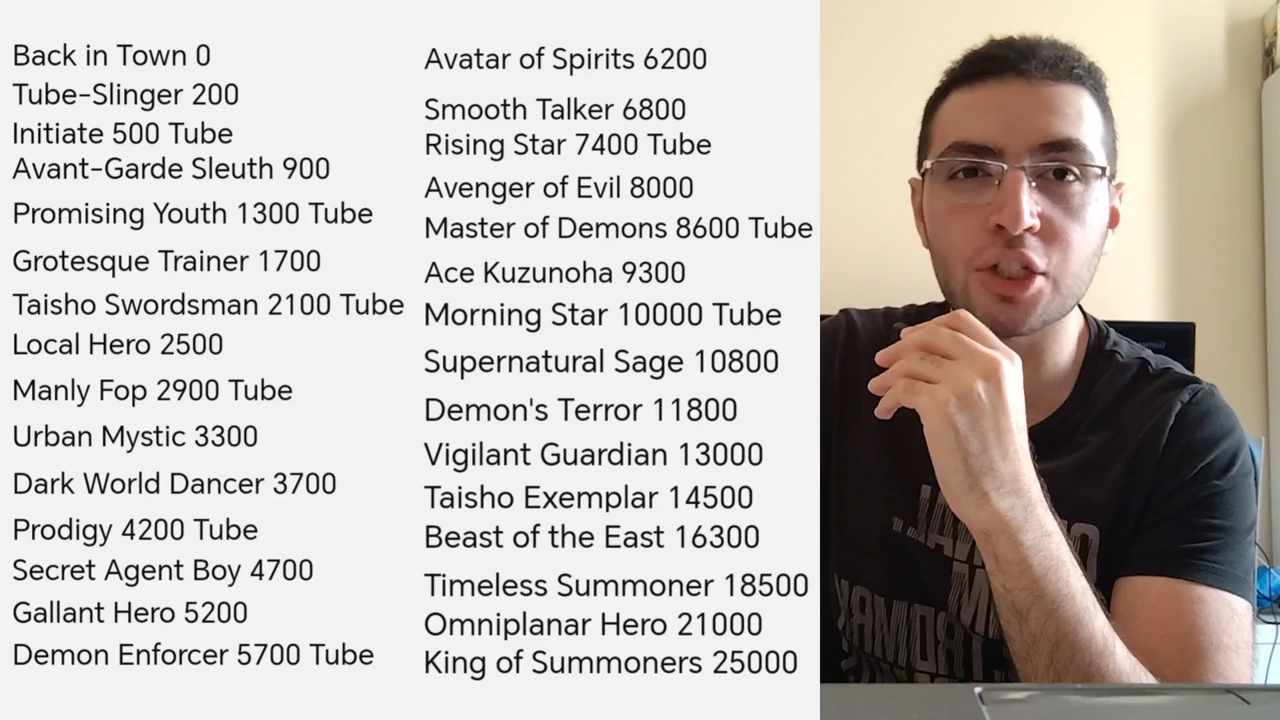 Back in Town 0
Tube-Slinger 200
Initiate 500 Tube
Avant-Garde Sleuth 900
Promising Youth 1300 Tube
Grotesque Trainer 1700
Taisho Swordsman 2100 Tube
Local Hero 2500
Manly Fop 2900 Tube
Urban Mystic 3300
Dark World Dancer 3700
Prodigy 4200 Tube
Secret Agent Boy 4700
Gallant Hero 5200
Demon Enforcer 5700 Tube
Avatar of Spirits 6200
Smooth Talker 6800
Rising Star 7400 Tube
Avenger of Evil 8000
Master of Demons 8600 Tube
Ace Kuzunoha 9300
Morning Star 10000 Tube
Supernatural Sage 10800
Demon's Terror 11800
Vigilant Guardian 13000
Taisho Exemplar 14500
Beast of the East 16300
Timeless Summoner 18500
Omniplanar Hero 21000
King of Summoners 25000